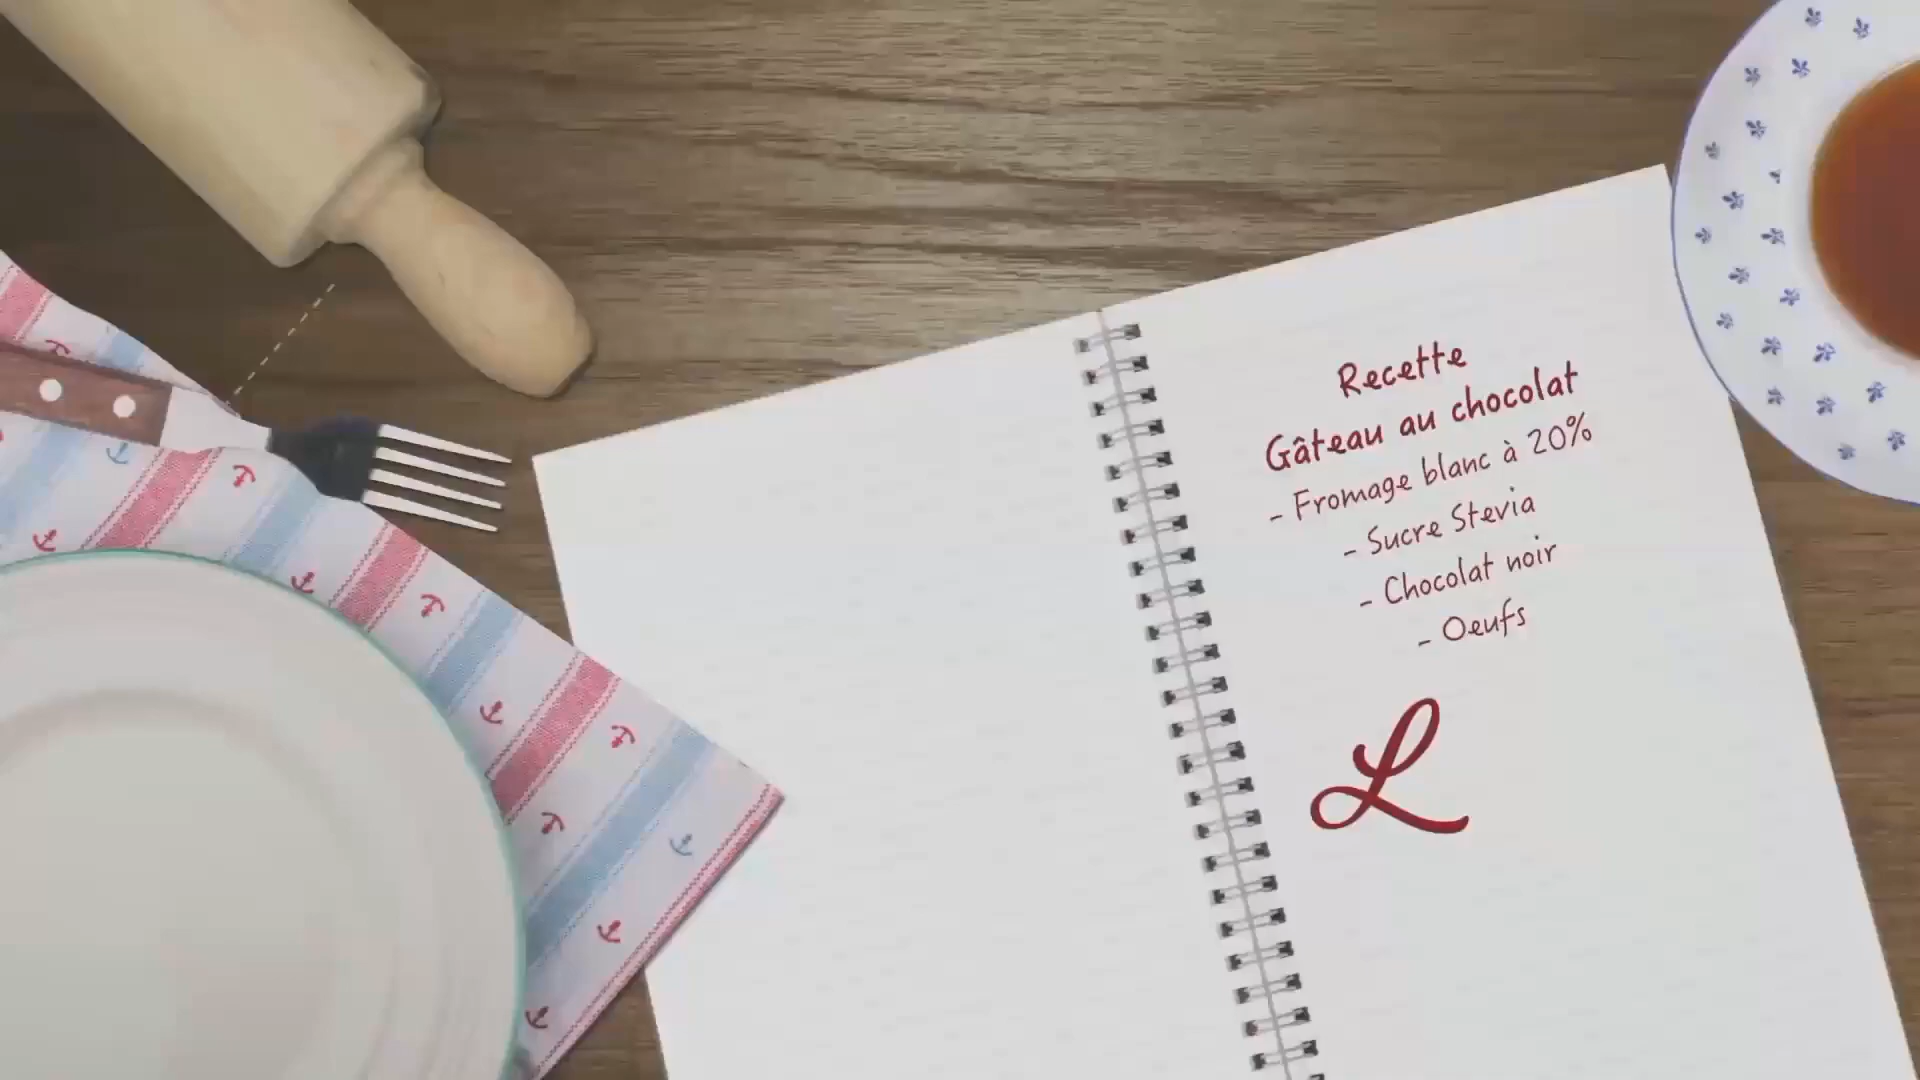 Recette
Gâteau au chocolat
- Fromage blanc à 20%
- Sucre Stevia
- Chocolat noir
- Oeufs
L